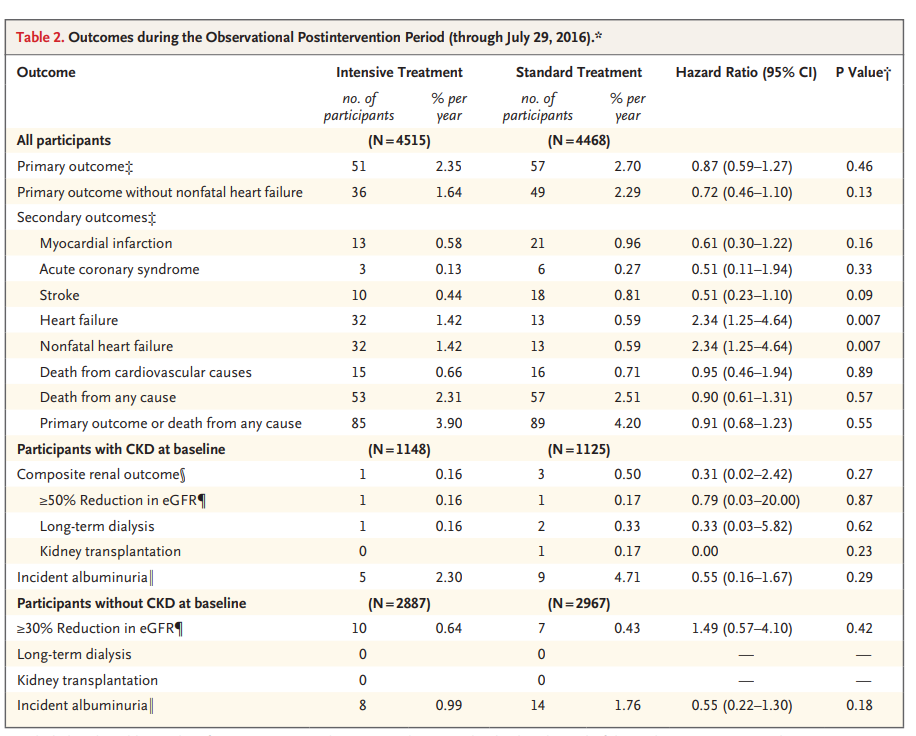 Table 2. Outcomes during the Observational Postintervention Period (through July 29, 2016).*
Outcome Intensive Treatment Standard Treatment Hazard Ratio (95% CI) P Value†
no. of participants % per year no. of participants % per year
All participants (N=4515) (N=4468)
Primary outcome‡ 51 2.35 57 2.70 0.87 (0.59–1.27) 0.46
Primary outcome without nonfatal heart failure 36 1.64 49 2.29 0.72 (0.46–1.10) 0.13
Secondary outcomes‡
Myocardial infarction 13 0.58 21 0.96 0.61 (0.30–1.22) 0.16
Acute coronary syndrome 3 0.13 6 0.27 0.51 (0.11–1.94) 0.33
Stroke 10 0.44 18 0.81 0.51 (0.23–1.10) 0.09
Heart failure 32 1.42 13 0.59 2.34 (1.25–4.64) 0.007
Nonfatal heart failure 32 1.42 13 0.59 2.34 (1.25–4.64) 0.007
Death from cardiovascular causes 15 0.66 16 0.71 0.95 (0.46–1.94) 0.89
Death from any cause 53 2.31 57 2.51 0.90 (0.61–1.31) 0.57
Primary outcome or death from any cause 85 3.90 89 4.20 0.91 (0.68–1.23) 0.55
Participants with CKD at baseline (N=1148) (N=1125)
Composite renal outcome§ 1 0.16 3 0.50 0.31 (0.02–2.42) 0.27
≥50% Reduction in eGFR¶ 1 0.16 1 0.17 0.79 (0.03–20.00) 0.87
Long-term dialysis 1 0.16 2 0.33 0.33 (0.03–5.82) 0.62
Kidney transplantation 0 1 0.17 0.00 0.23
Incident albuminuria‖ 5 2.30 9 4.71 0.55 (0.16–1.67) 0.29
Participants without CKD at baseline (N=2887) (N=2967)
≥30% Reduction in eGFR¶ 10 0.64 7 0.43 1.49 (0.57–4.10) 0.42
Long-term dialysis 0 0 — —
Kidney transplantation 0 0 — —
Incident albuminuria‖ 8 0.99 14 1.76 0.55 (0.22–1.30) 0.18